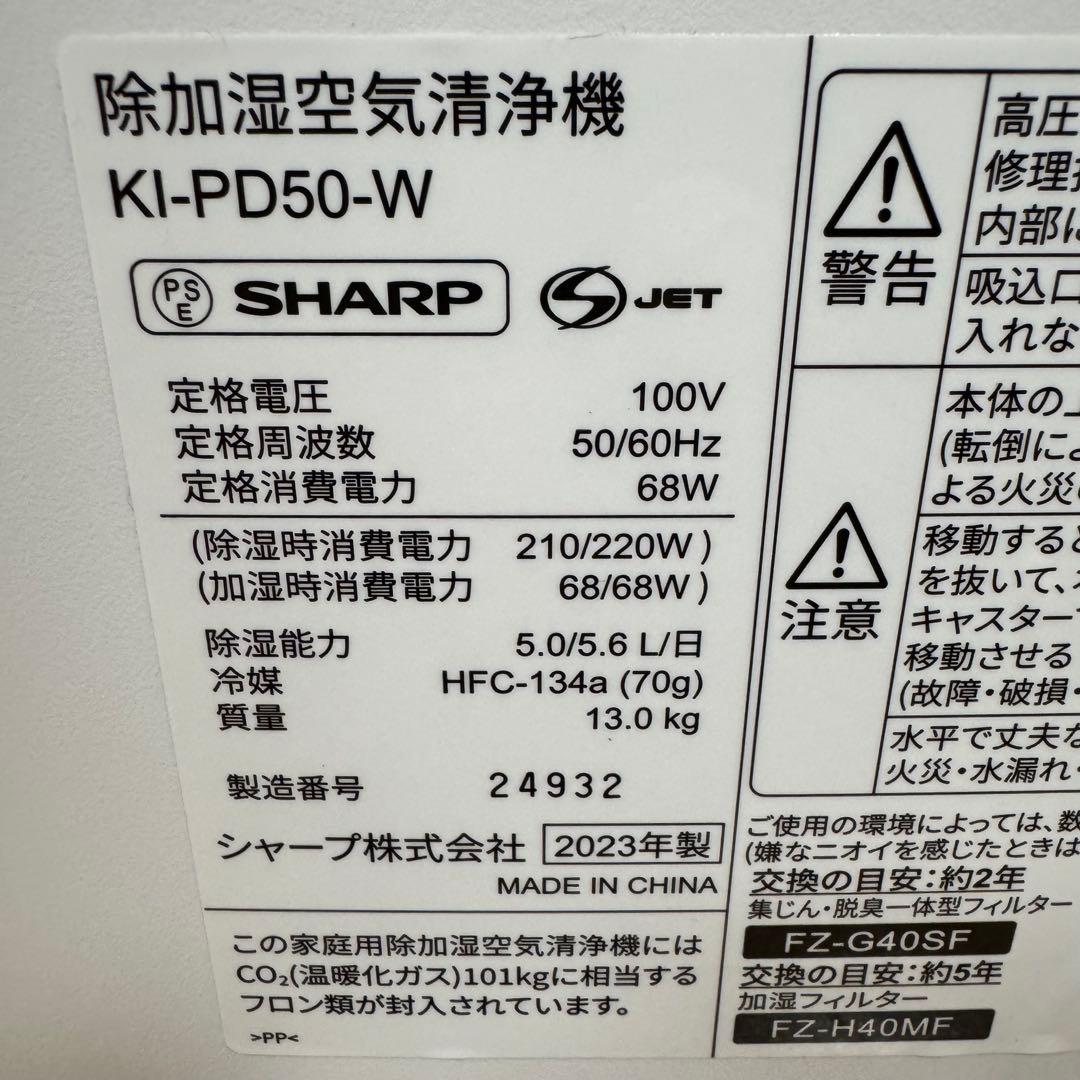 除加湿空気清浄機
KI-PD50-W
PSE SHARP S JET
定格電圧 100V
定格周波数 50/60Hz
定格消費電力 68W
(除湿時消費電力 210/220W)
(加湿時消費電力 68/68W)
除湿能力 5.0/5.6 L/日
冷媒 HFC-134a (70g)
質量 13.0 kg
製造番号 24932
シャープ株式会社 2023年製
MADE IN CHINA
この家庭用除加湿空気清浄機には
CO₂(温暖化ガス)101kgに相当する
フロン類が封入されています。
>PP<
警告
高圧
修理
内部に
吸込口
入れな
注意
本体の上
(転倒によ
よる火災
移動すると
を抜いて、
キャスター
移動させる
(故障・破損・
水平で丈夫な
火災・水漏れ・
ご使用の環境によっては、数
(嫌なニオイを感じたときは
交換の目安：約2年
集じん・脱臭一体型フィルター
FZ-G40SF
交換の目安：約5年
加湿フィルター
FZ-H40MF